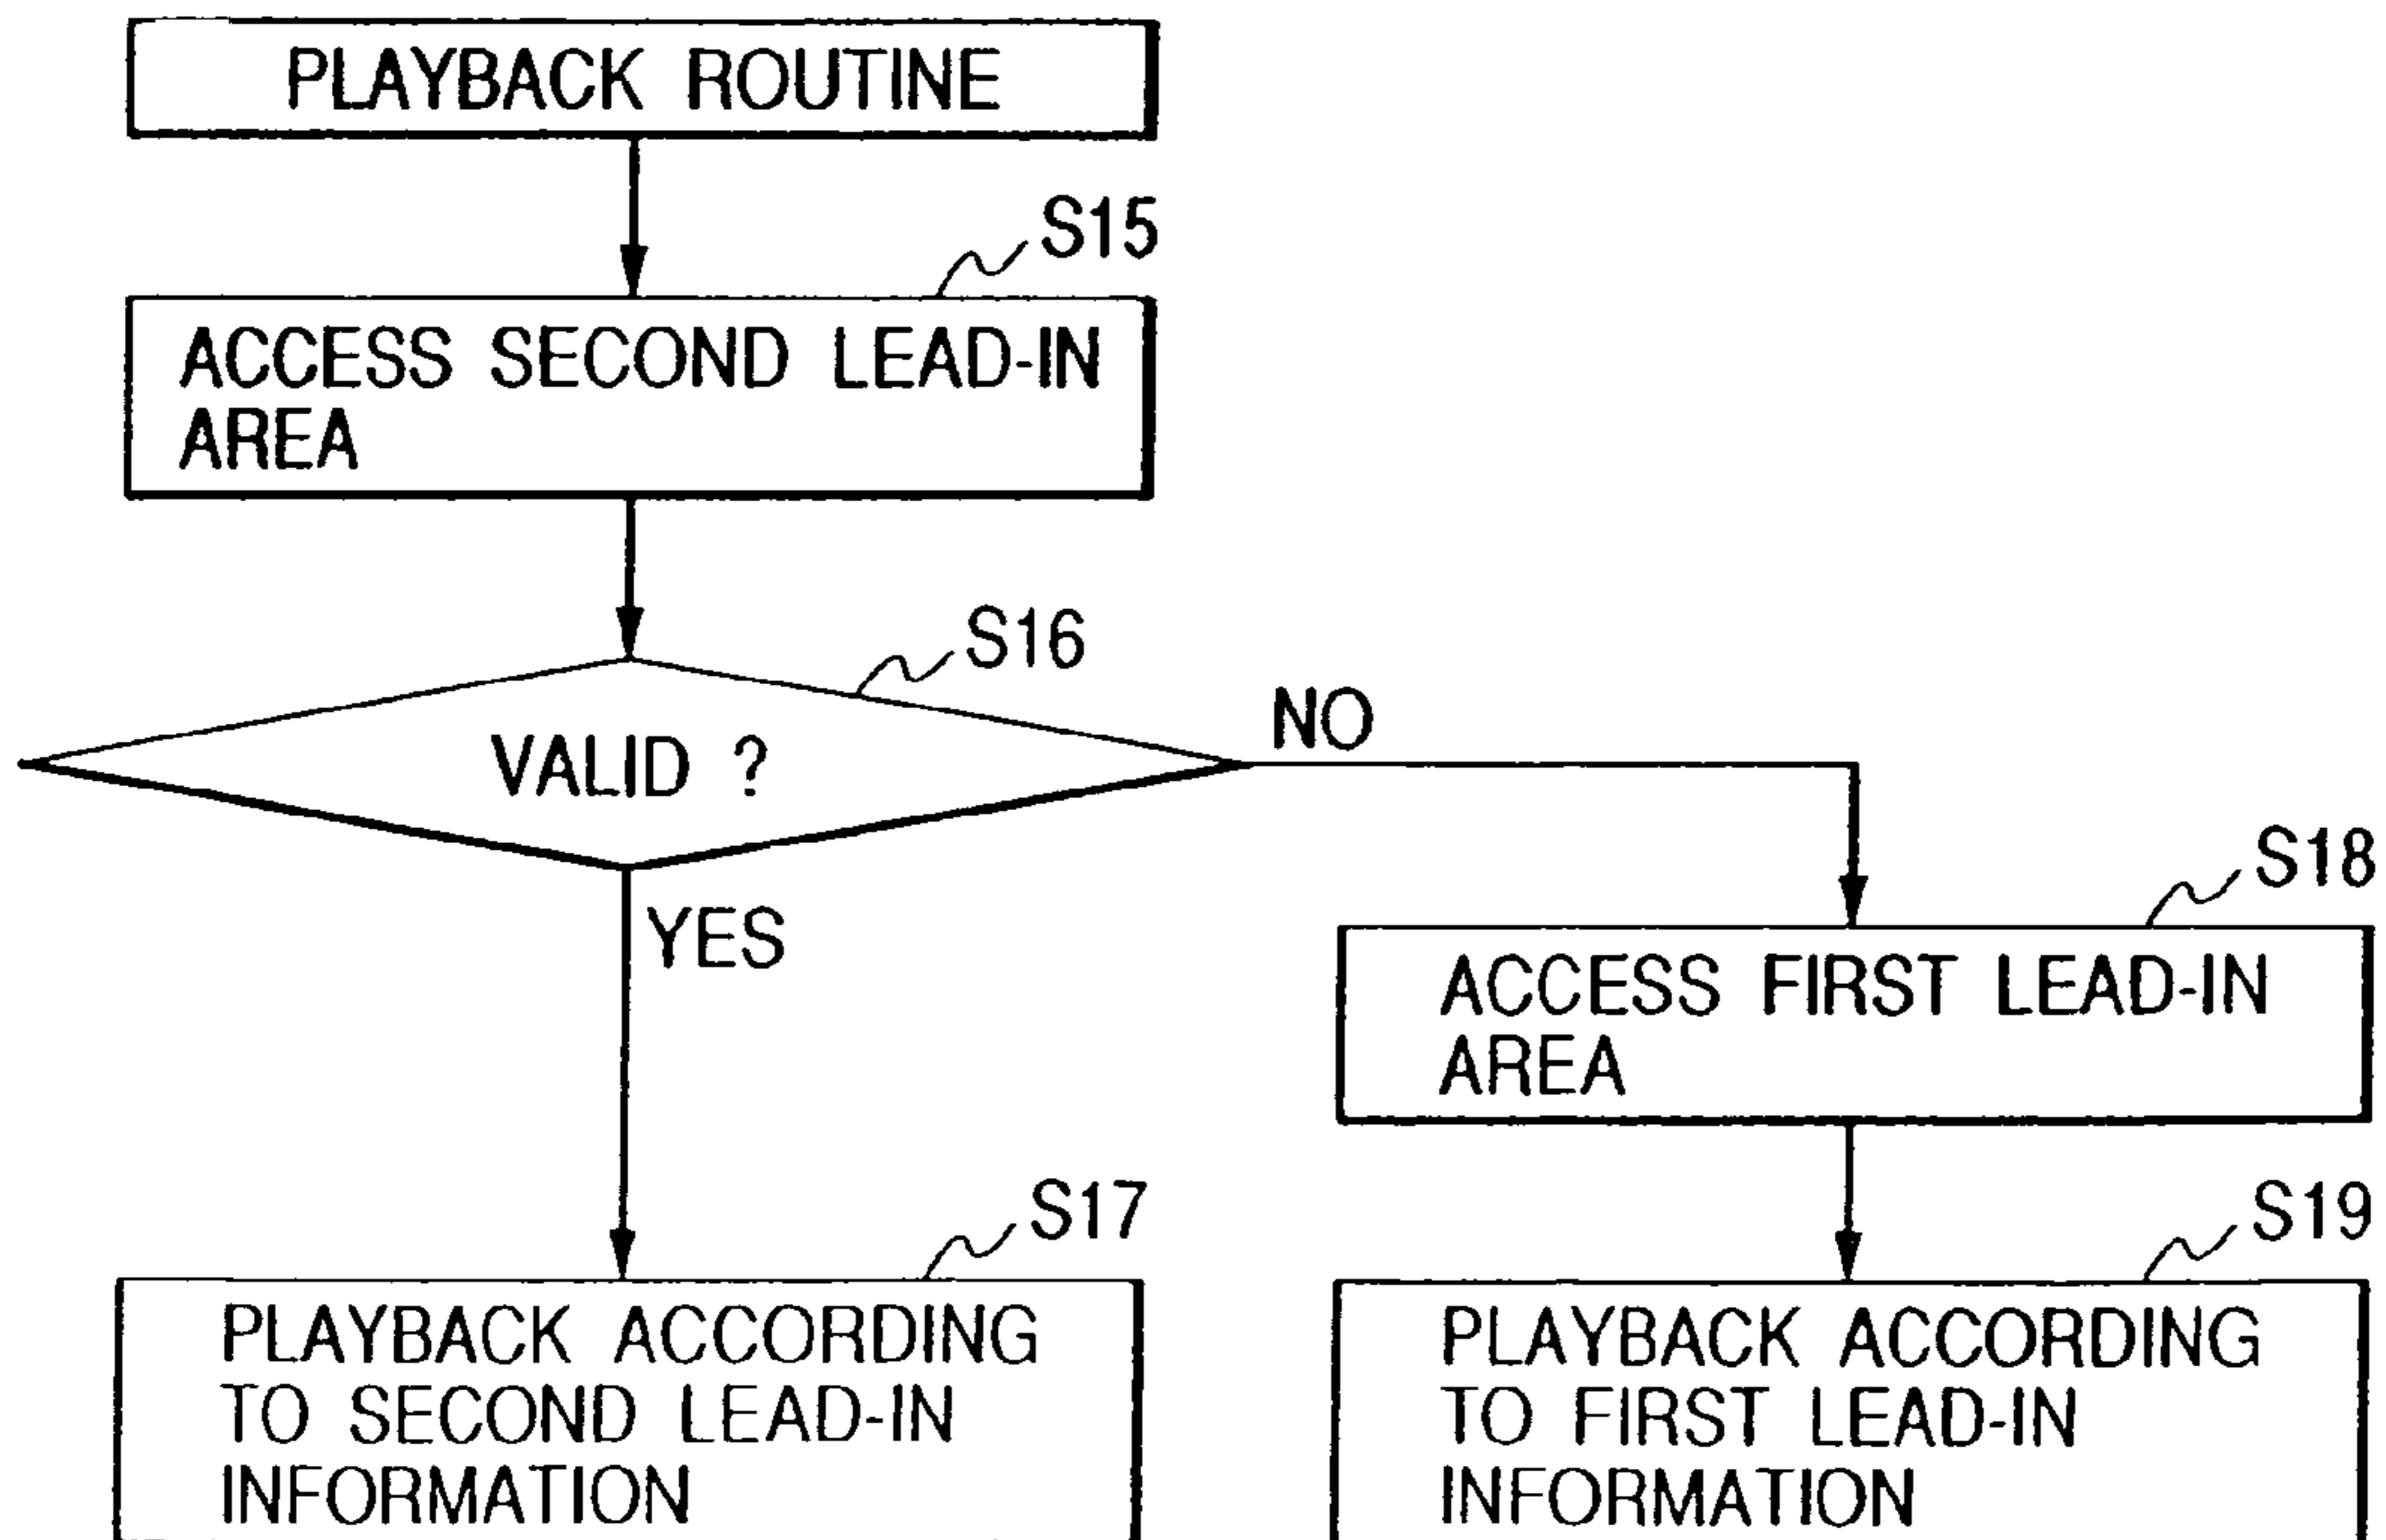 PLAYBACK ROUTINE
S15
ACCESS SECOND LEAD-IN
AREA
S16
VALID ?
NO
YES
S18
ACCESS FIRST LEAD-IN
AREA
S17
PLAYBACK ACCORDING
TO SECOND LEAD-IN
INFORMATION
S19
PLAYBACK ACCORDING
TO FIRST LEAD-IN
INFORMATION